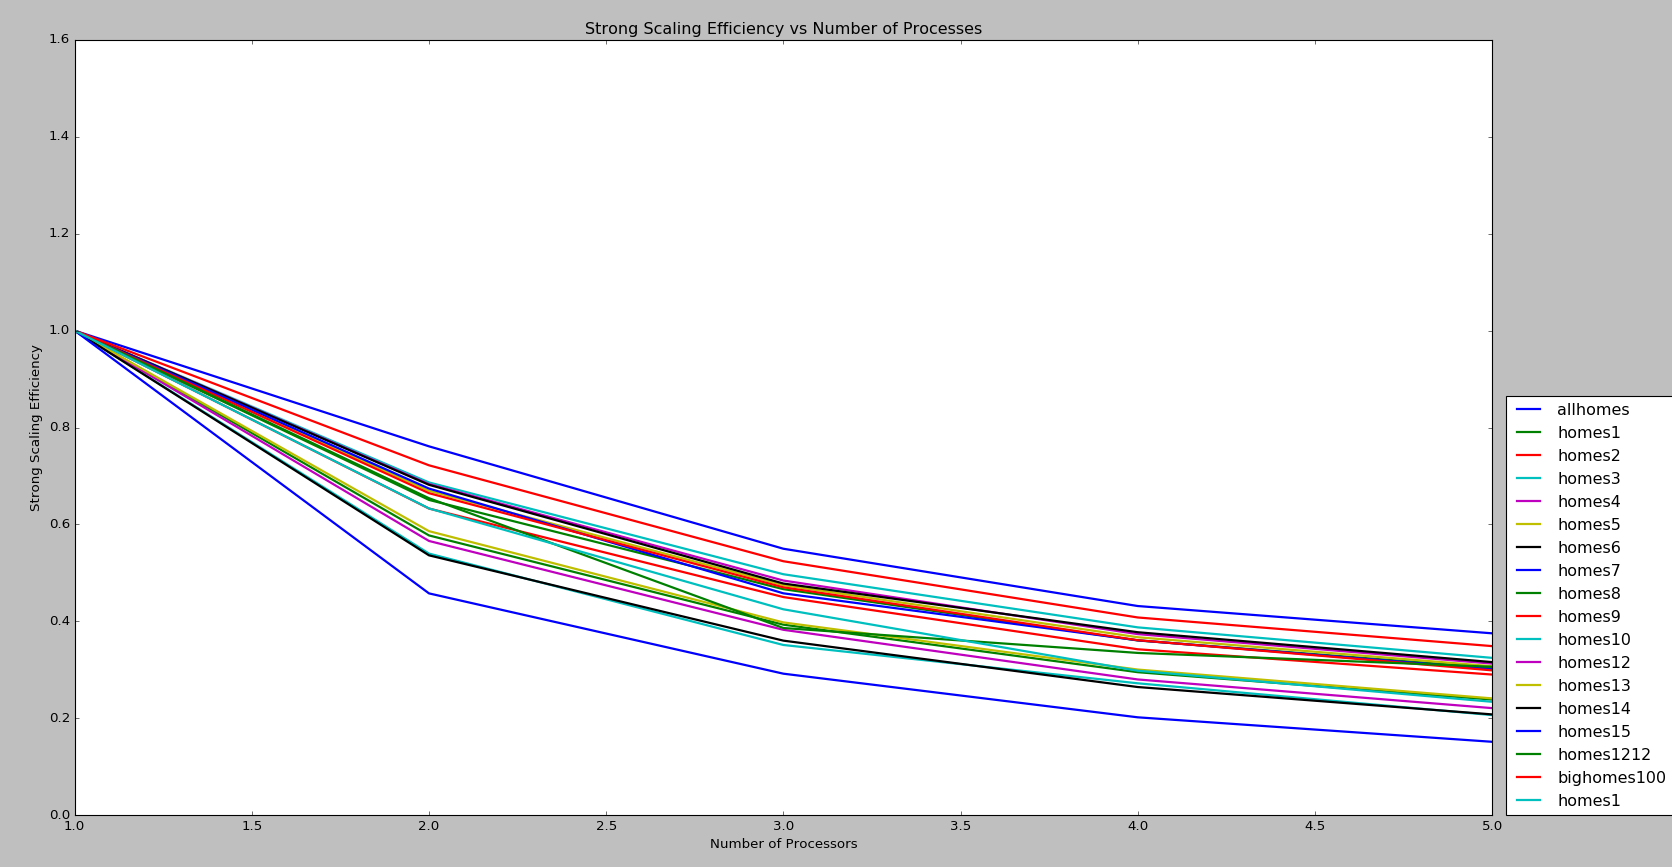 Strong Scaling Efficiency vs Number of Processes
1.6
1.4
1.2
1.0
0.8
0.6
0.4
0.2
0.0
Strong Scaling Efficiency
1.0 1.5 2.0 2.5 3.0 3.5 4.0 4.5 5.0
Number of Processors
allhomes
homes1
homes2
homes3
homes4
homes5
homes6
homes7
homes8
homes9
homes10
homes12
homes13
homes14
homes15
homes1212
bighomes100
homes1